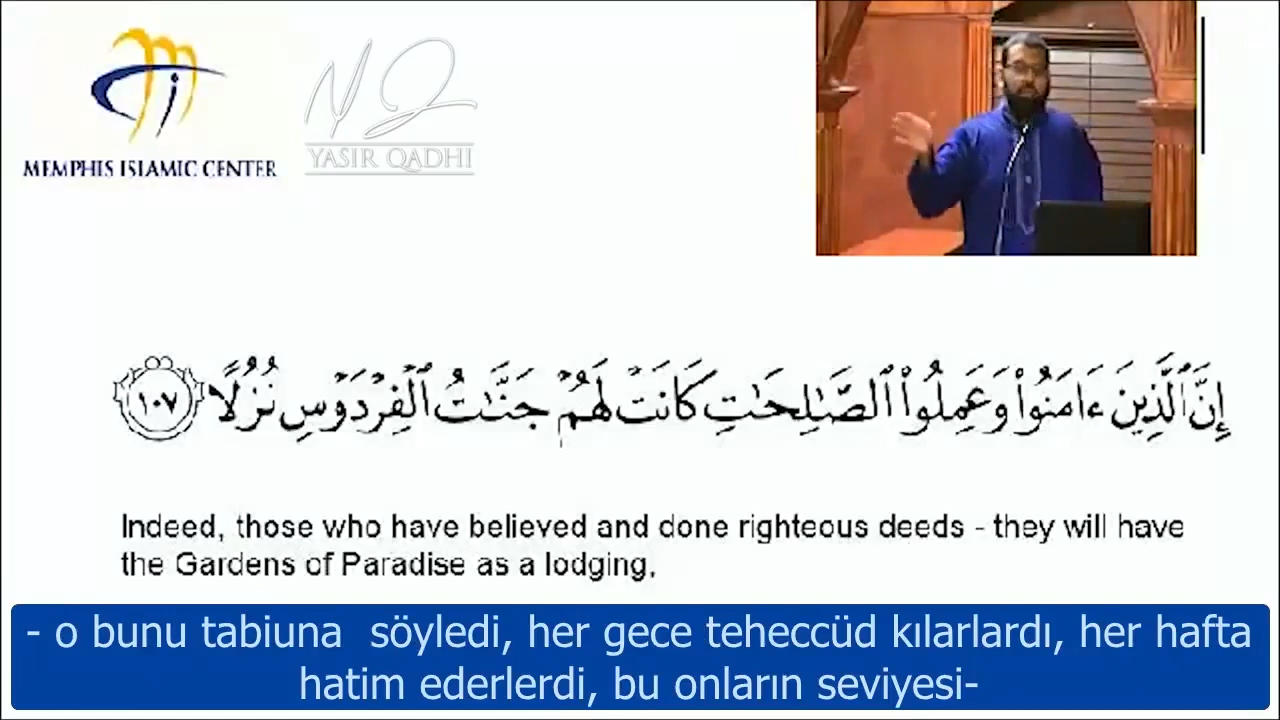 YQ
MEMPHIS ISLAMIC CENTER
YASIR QADHI
إِنَّ ٱلَّذِينَ ءَامَنُوا۟ وَعَمِلُوا۟ ٱلصَّـٰلِحَـٰتِ كَانَتْ لَهُمْ جَنَّـٰتُ ٱلْفِرْدَوْسِ نُزُلًا ١٠٧
Indeed, those who have believed and done righteous deeds - they will have
the Gardens of Paradise as a lodging,
- o bunu tabiuna  söyledi, her gece teheccüd kılarlardı, her hafta
hatim ederlerdi, bu onların seviyesi-